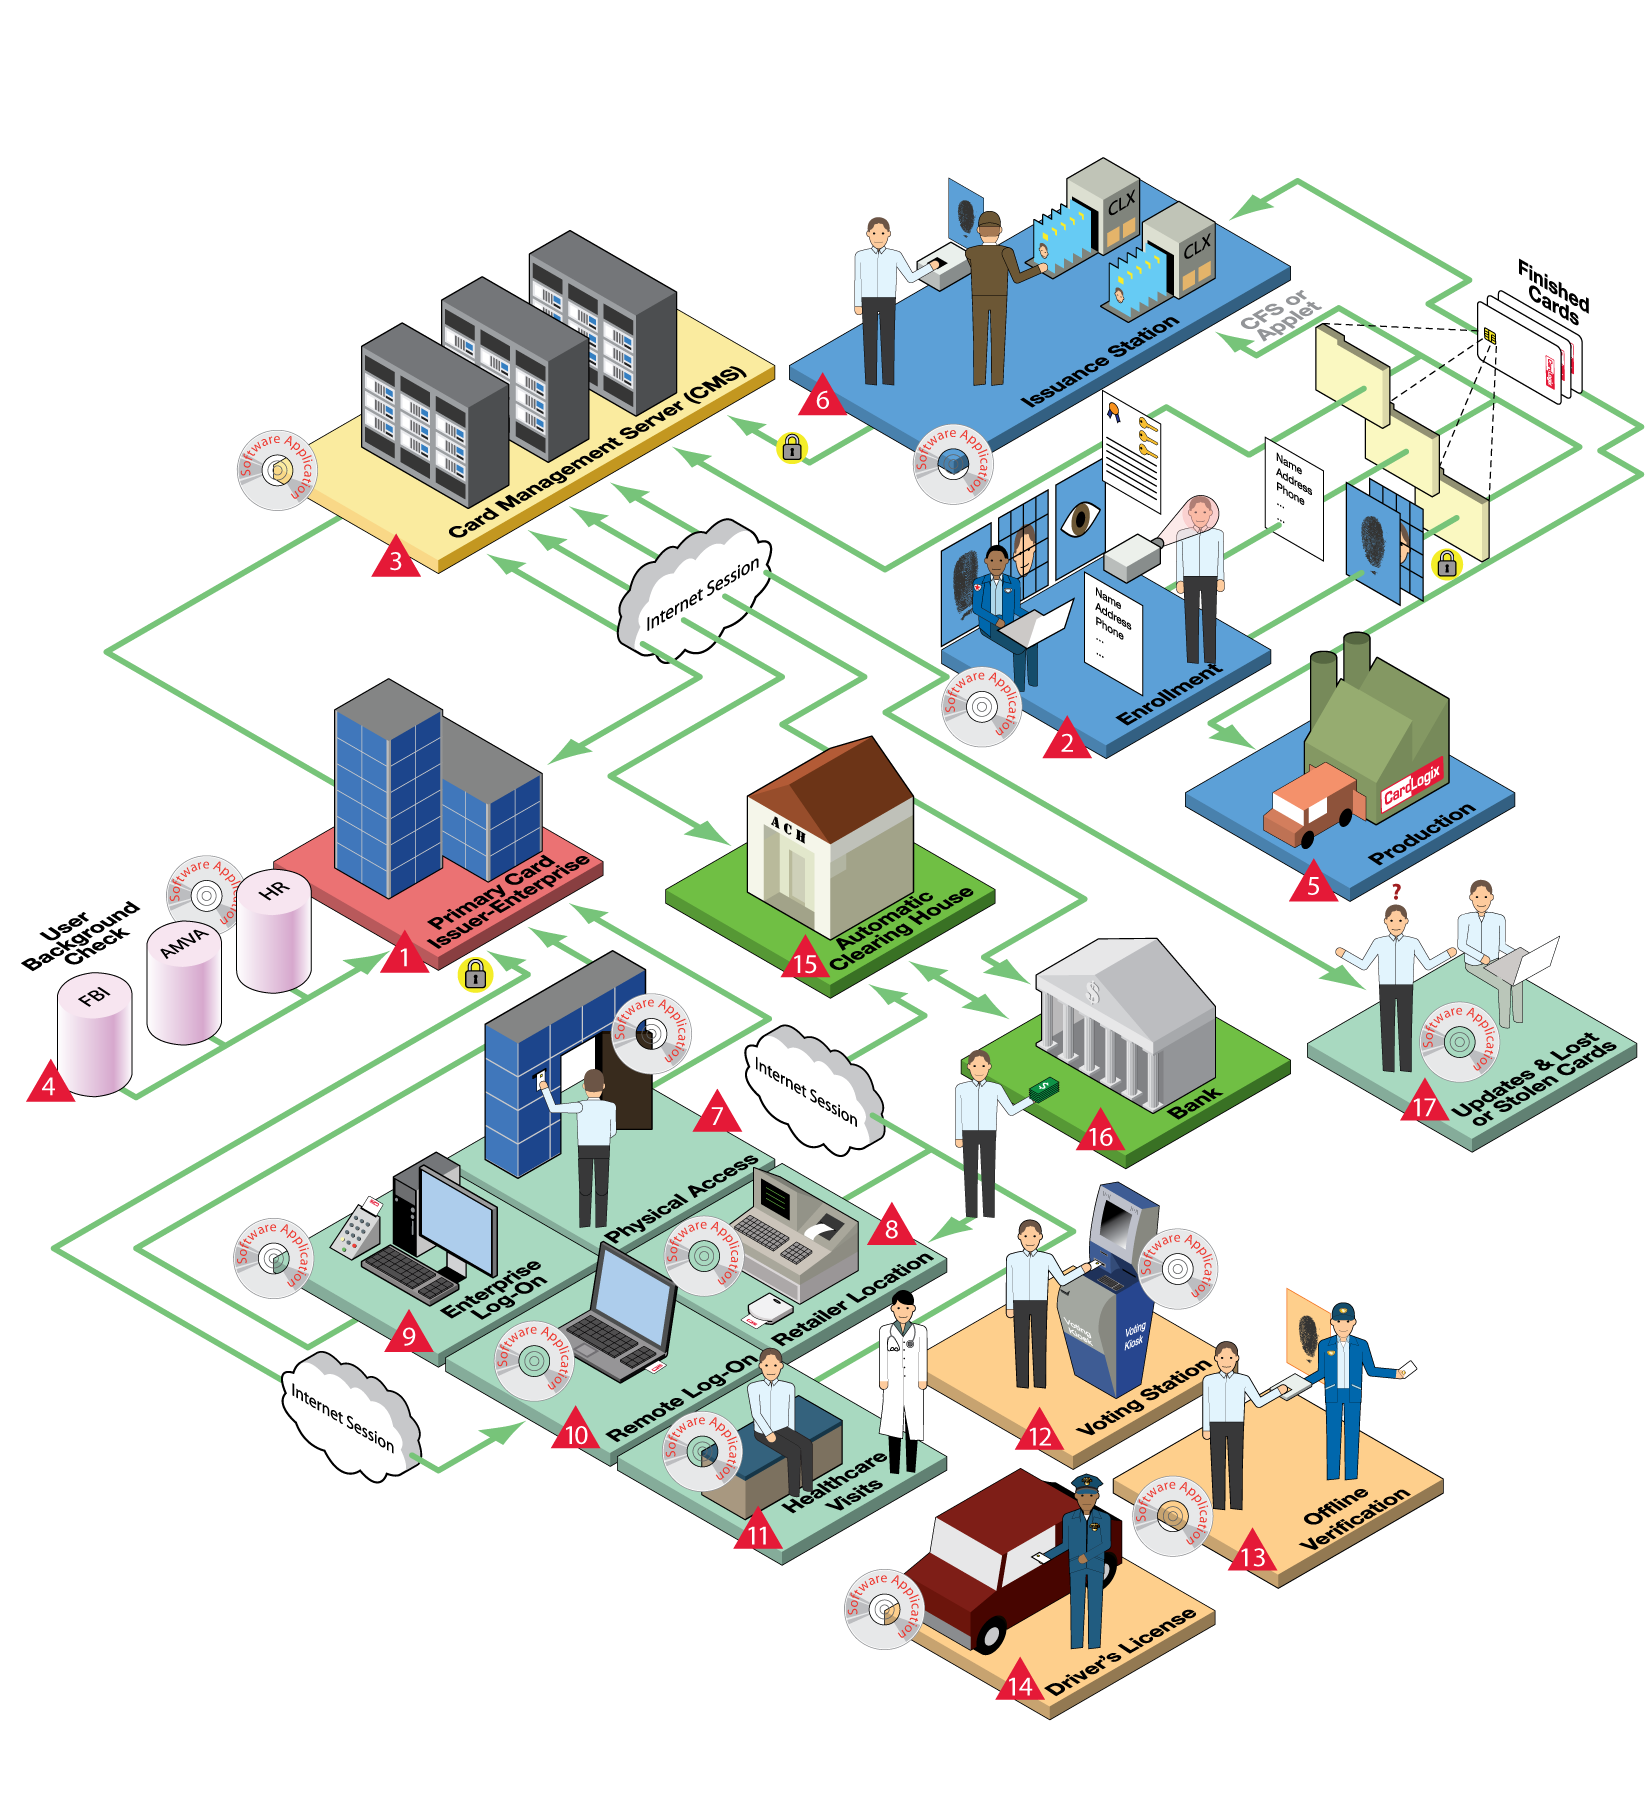 CLX
CLX
Issuance Station
6
Software Application
CFS or
Applet
Finished
Cards
CardLogix
Card Management Server (CMS)
Software Application
3
Internet Session
Name
Address
Phone
...
...
Name
Address
Phone
...
...
Enrollment
Software Application
2
CardLogix
Production
5
Primary Card
Issuer-Enterprise
1
Software Application
HR
AMVA
FBI
User
Background
Check
4
ACH
Automatic
Clearing House
15
$
$
Bank
16
?
Software Application
Updates & Lost
or Stolen Cards
17
Software Application
Physical Access
7
Internet Session
Software Application
Retailer Location
8
Software Application
Enterprise
Log-On
9
Software Application
Remote Log-On
10
Internet Session
Software Application
Healthcare
Visits
11
Software Application
Voting
Kiosk
Voting
Kiosk
Voting Station
12
Software Application
Offline
Verification
13
Software Application
Driver's License
14